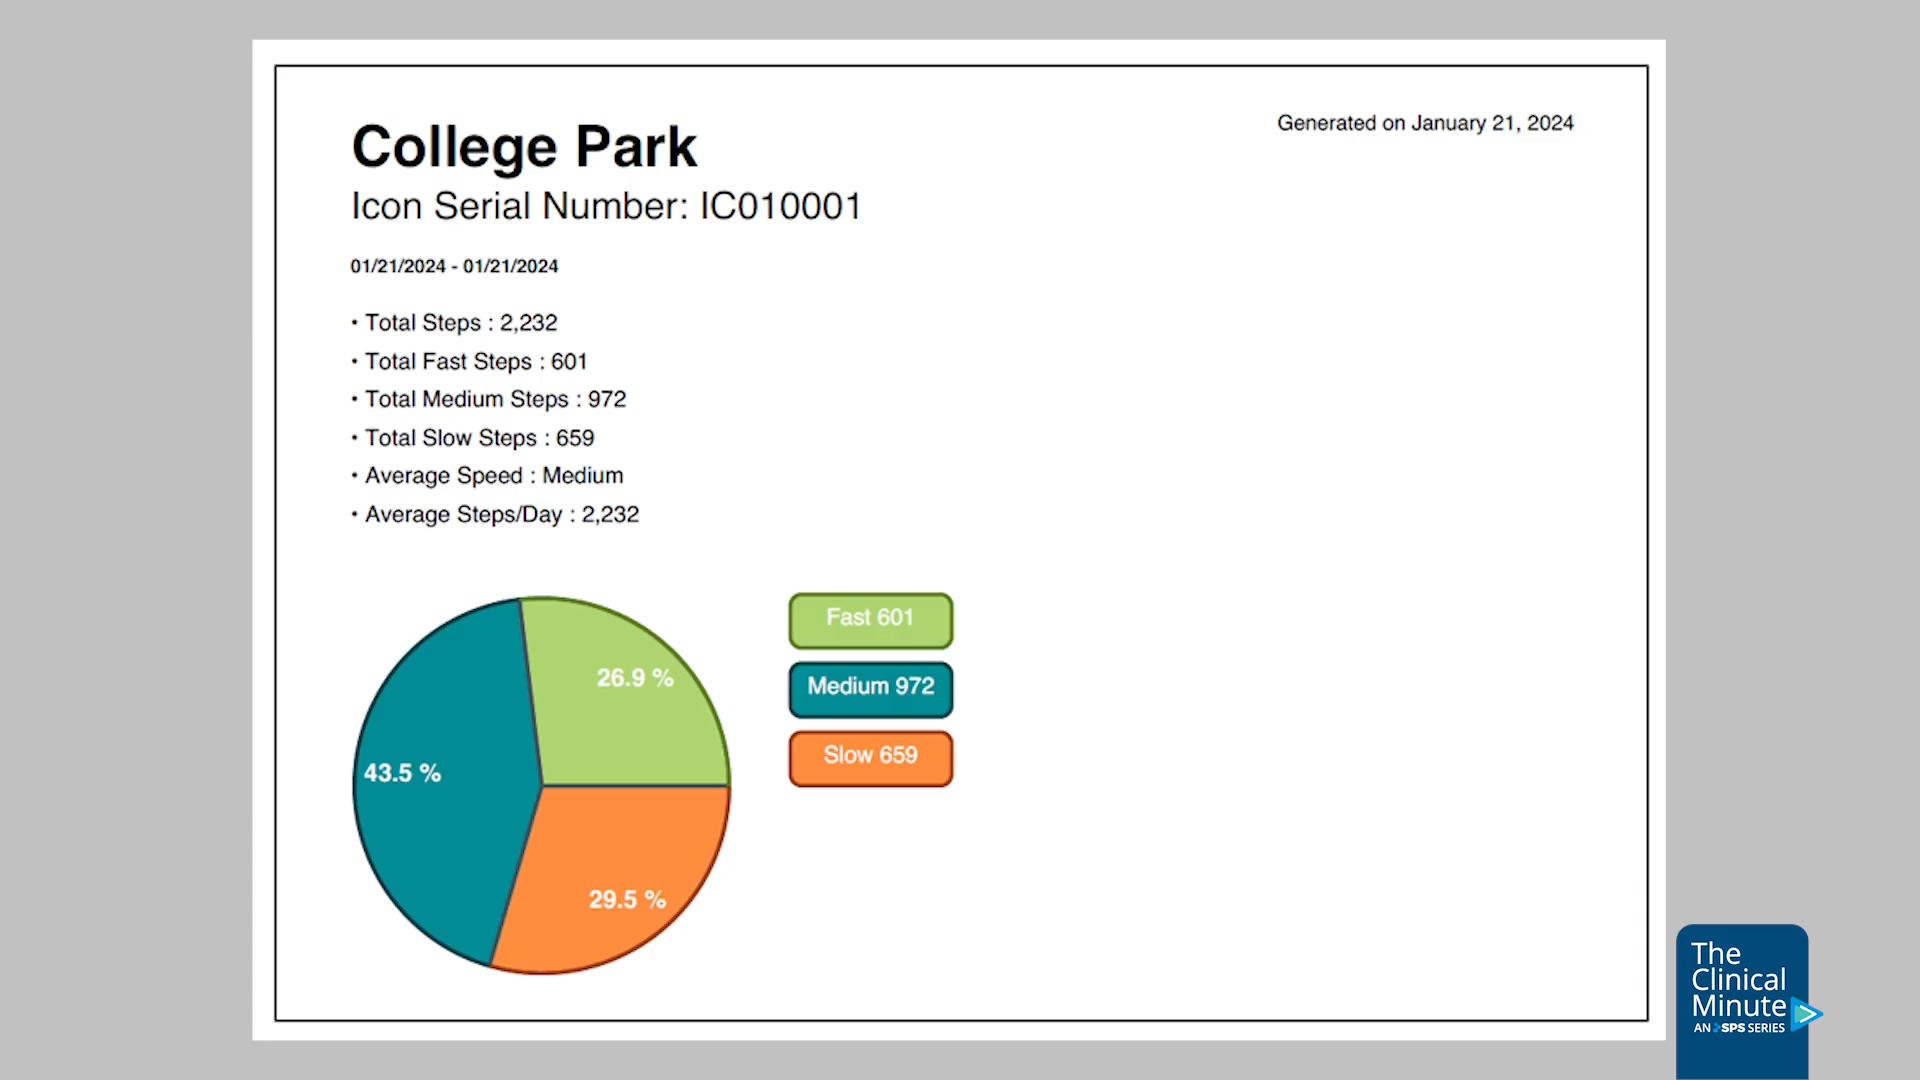 College Park
Generated on January 21, 2024
Icon Serial Number: IC010001
01/21/2024 - 01/21/2024
• Total Steps : 2,232
• Total Fast Steps : 601
• Total Medium Steps : 972
• Total Slow Steps : 659
• Average Speed : Medium
• Average Steps/Day : 2,232
26.9 %
43.5 %
29.5 %
Fast 601
Medium 972
Slow 659
The
Clinical
Minute
AN SPS SERIES